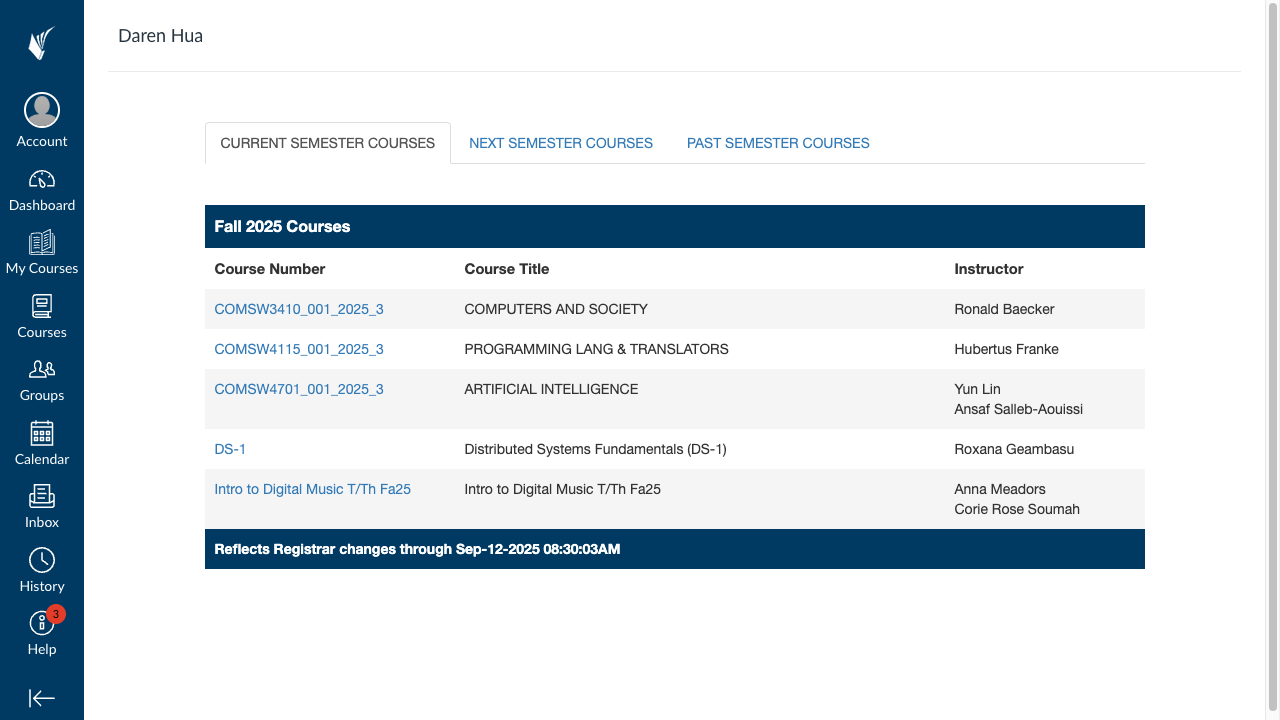 Daren Hua
Account
Dashboard
My Courses
Courses
Groups
Calendar
Inbox
History
3
Help
CURRENT SEMESTER COURSES NEXT SEMESTER COURSES PAST SEMESTER COURSES
Fall 2025 Courses
Course Number Course Title Instructor
COMSW3410_001_2025_3 COMPUTERS AND SOCIETY Ronald Baecker
COMSW4115_001_2025_3 PROGRAMMING LANG & TRANSLATORS Hubertus Franke
COMSW4701_001_2025_3 ARTIFICIAL INTELLIGENCE Yun Lin
Ansaf Salleb-Aouissi
DS-1 Distributed Systems Fundamentals (DS-1) Roxana Geambasu
Intro to Digital Music T/Th Fa25 Intro to Digital Music T/Th Fa25 Anna Meadors
Corie Rose Soumah
Reflects Registrar changes through Sep-12-2025 08:30:03AM